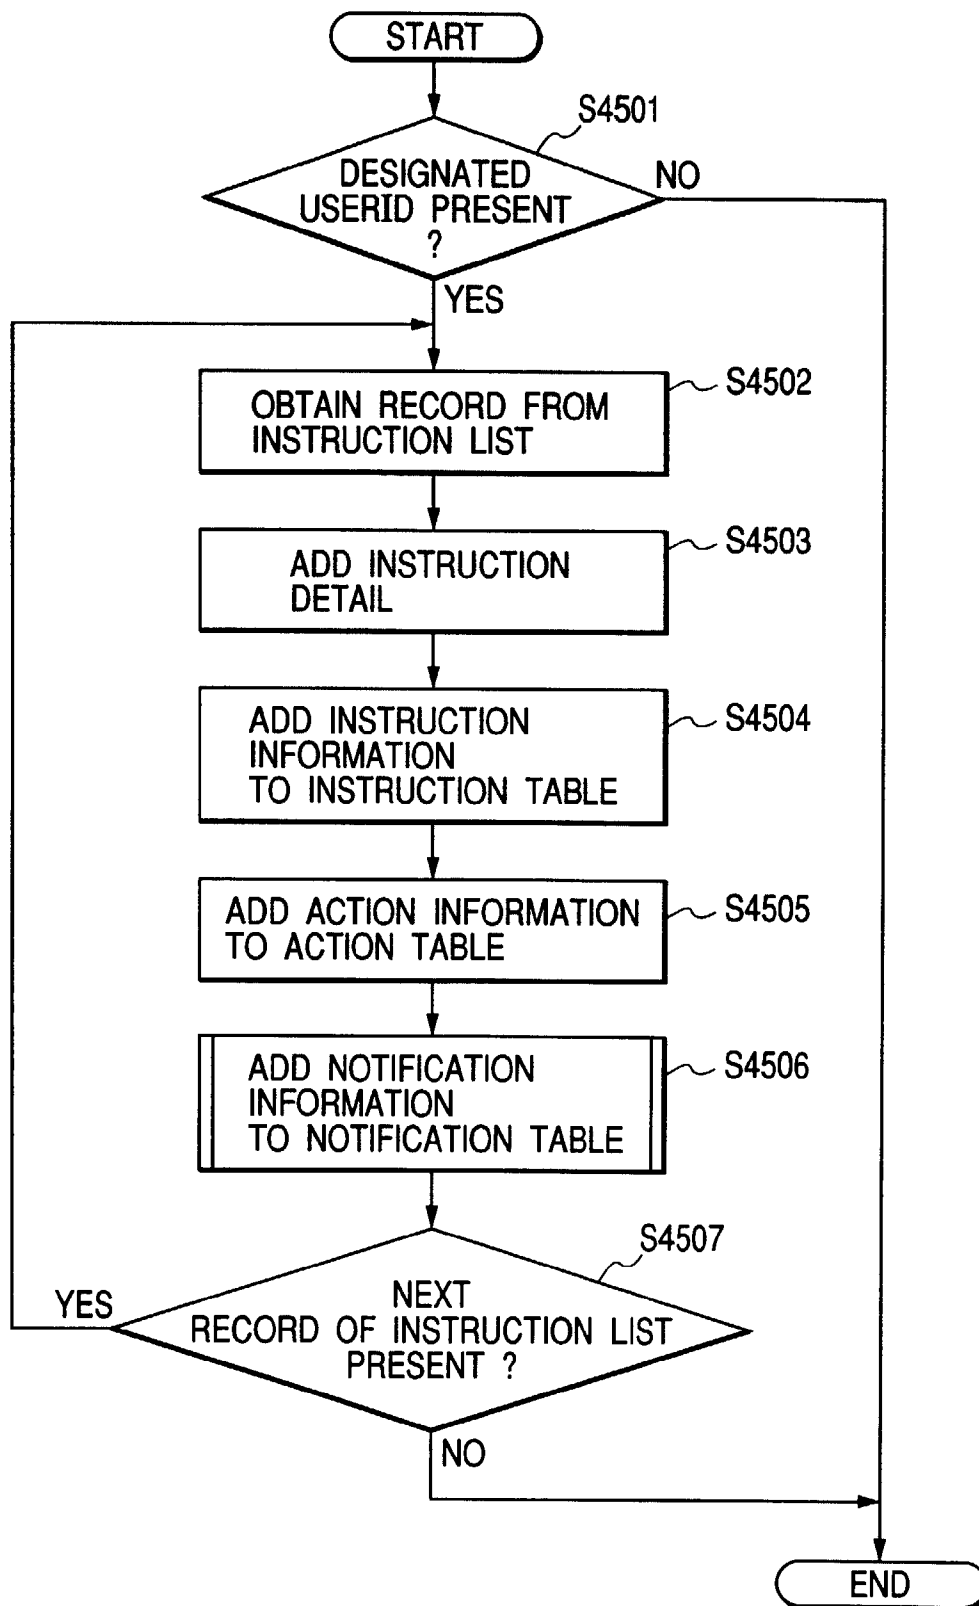 START
S4501
DESIGNATED
USERID PRESENT
?
NO
YES
OBTAIN RECORD FROM
INSTRUCTION LIST
S4502
ADD INSTRUCTION
DETAIL
S4503
ADD INSTRUCTION
INFORMATION
TO INSTRUCTION TABLE
S4504
ADD ACTION INFORMATION
TO ACTION TABLE
S4505
ADD NOTIFICATION
INFORMATION
TO NOTIFICATION TABLE
S4506
S4507
YES
NEXT
RECORD OF INSTRUCTION LIST
PRESENT ?
NO
END